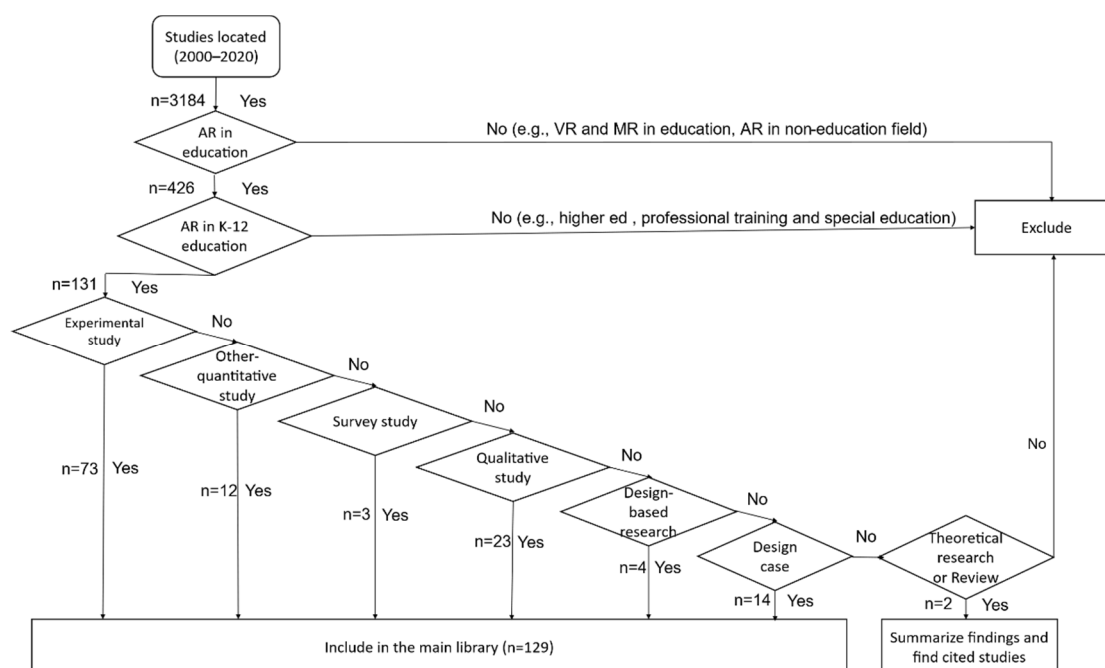 Studies located
(2000–2020)
n=3184 Yes
AR in
education
No (e.g., VR and MR in education, AR in non-education field)
n=426 Yes
AR in K-12
education
No (e.g., higher ed , professional training and special education)
Exclude
n=131 Yes
Experimental
study
No
Other-
quantitative
study
No
Survey study
No
Qualitative
study
No
Design-
based
research
No
Design
case
No
Theoretical
research
or Review
No
n=73 Yes
n=12 Yes
n=3 Yes
n=23 Yes
n=4 Yes
n=14 Yes
n=2 Yes
Include in the main library (n=129)
Summarize findings and
find cited studies